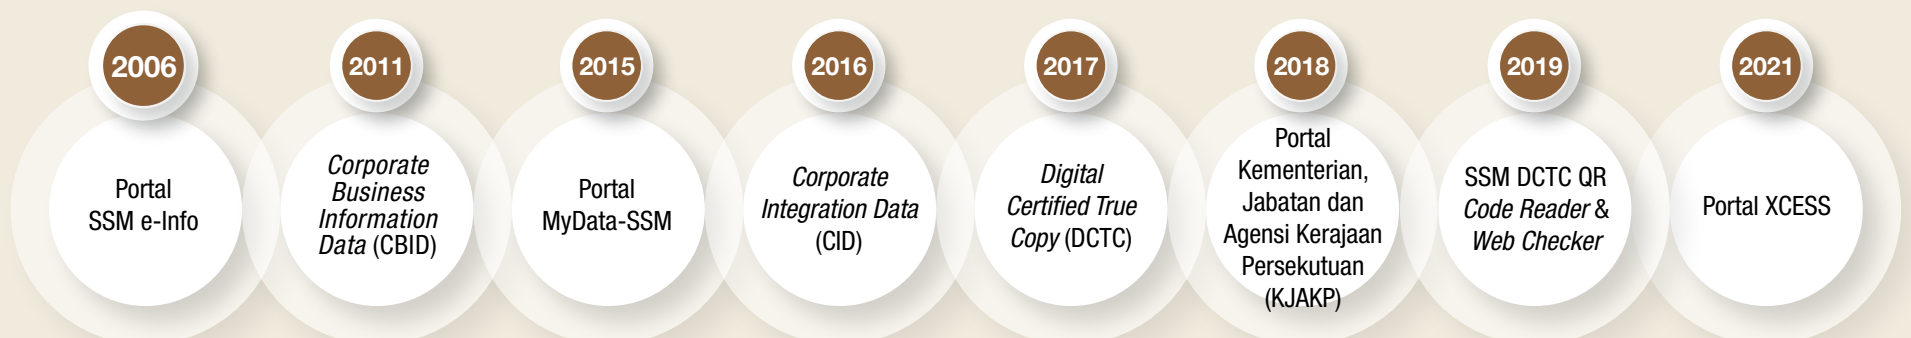 2006
Portal
SSM e-Info
2011
Corporate
Business
Information
Data (CBID)
2015
Portal
MyData-SSM
2016
Corporate
Integration Data
(CID)
2017
Digital
Certified True
Copy (DCTC)
2018
Portal
Kementerian,
Jabatan dan
Agensi Kerajaan
Persekutuan
(KJAKP)
2019
SSM DCTC QR
Code Reader &
Web Checker
2021
Portal XCESS